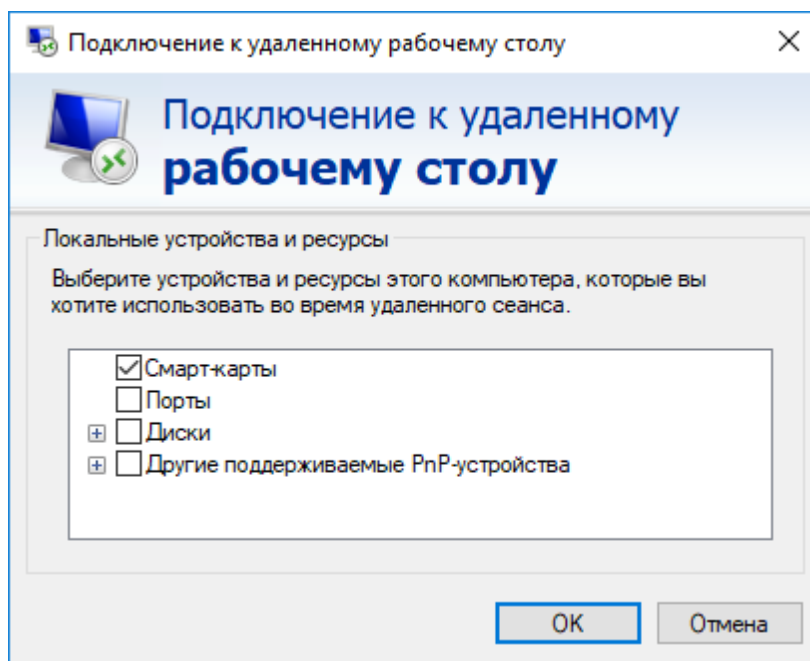 Подключение к удаленному рабочему столу
Подключение к удаленному
рабочему столу
Локальные устройства и ресурсы
Выберите устройства и ресурсы этого компьютера, которые вы
хотите использовать во время удаленного сеанса.
Смарт-карты
Порты
Диски
Другие поддерживаемые PnP-устройства
OK
Отмена